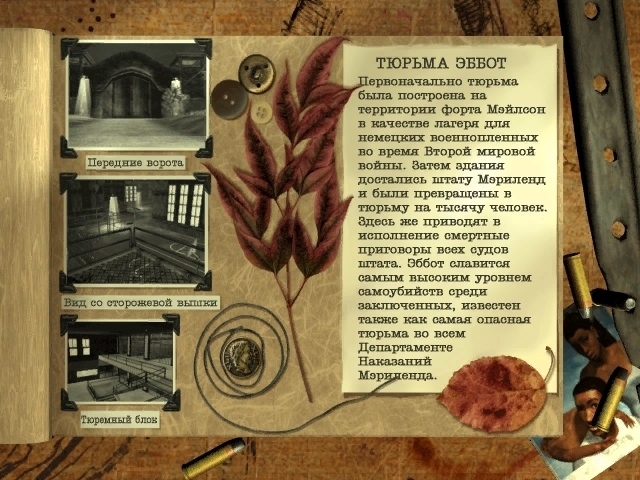 ТЮРЬМА ЭББОТ
Первоначально тюрьма
была построена на
территории форта Мэйлсон
в качестве лагеря для
немецких военнопленных
во время Второй мировой
войны. Затем здания
достались штату Мэриленд
и были превращены в
тюрьму на тысячу человек.
Здесь же приводят в
исполнение смертные
приговоры всех судов
штата. Эббот славится
самым высоким уровнем
самоубийств среди
заключенных, известен
также как самая опасная
тюрьма во всем
Департаменте
Наказаний
Мэриленда.
Передние ворота
Вид со сторожевой вышки
Тюремный блок